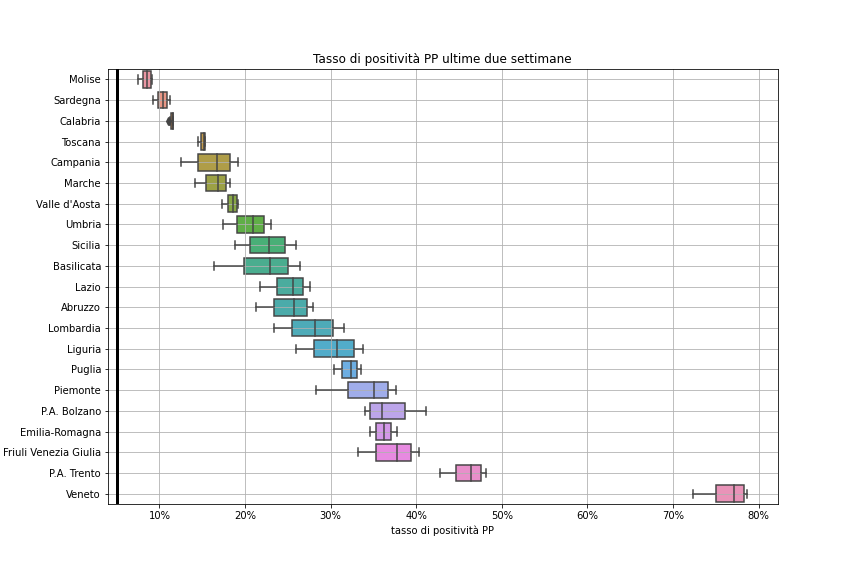 Tasso di positività PP ultime due settimane
Molise
Sardegna
Calabria
Toscana
Campania
Marche
Valle d'Aosta
Umbria
Sicilia
Basilicata
Lazio
Abruzzo
Lombardia
Liguria
Puglia
Piemonte
P.A. Bolzano
Emilia-Romagna
Friuli Venezia Giulia
P.A. Trento
Veneto
10% 20% 30% 40% 50% 60% 70% 80%
tasso di positività PP